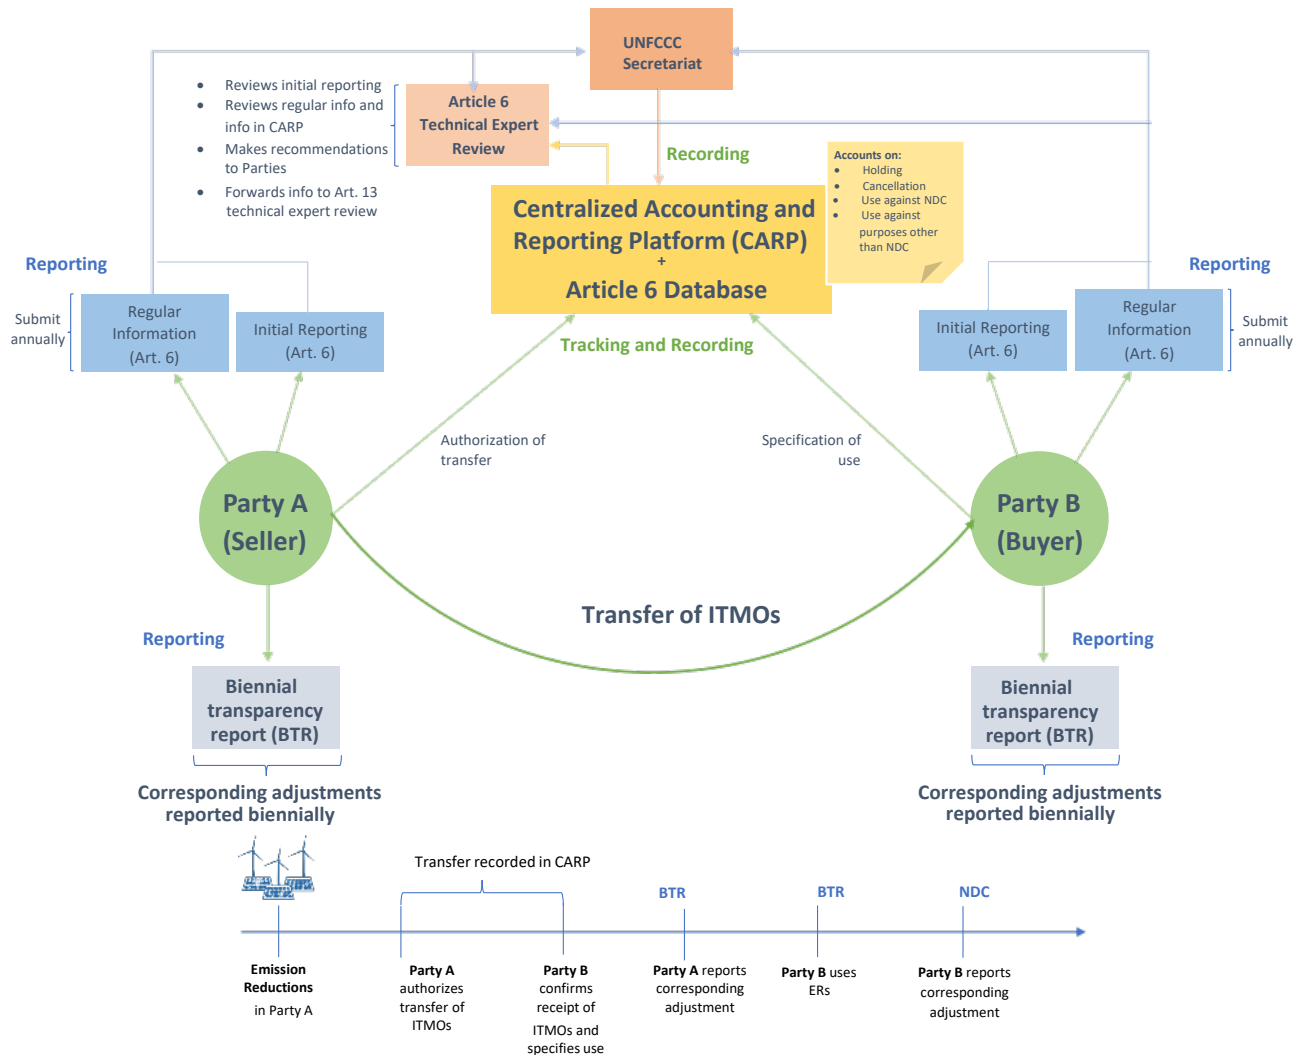 UNFCCC
Secretariat
• Reviews initial reporting
• Reviews regular info and
info in CARP
• Makes recommendations
to Parties
• Forwards info to Art. 13
technical expert review
Article 6
Technical Expert
Review
Recording
Accounts on:
• Holding
• Cancellation
• Use against NDC
• Use against
purposes other
than NDC
Centralized Accounting and
Reporting Platform (CARP)
+
Article 6 Database
Reporting
Submit
annually
Regular
Information
(Art. 6)
Initial Reporting
(Art. 6)
Tracking and Recording
Reporting
Initial Reporting
(Art. 6)
Regular
Information
(Art. 6)
Submit
annually
Authorization of
transfer
Specification of
use
Party A
(Seller)
Party B
(Buyer)
Transfer of ITMOs
Reporting
Biennial
transparency
report (BTR)
Corresponding adjustments
reported biennially
Reporting
Biennial
transparency
report (BTR)
Corresponding adjustments
reported biennially
Transfer recorded in CARP
BTR
BTR
NDC
Emission
Reductions
in Party A
Party A
authorizes
transfer of
ITMOs
Party B
confirms
receipt of
ITMOs and
specifies use
Party A reports
corresponding
adjustment
Party B uses
ERs
Party B reports
corresponding
adjustment